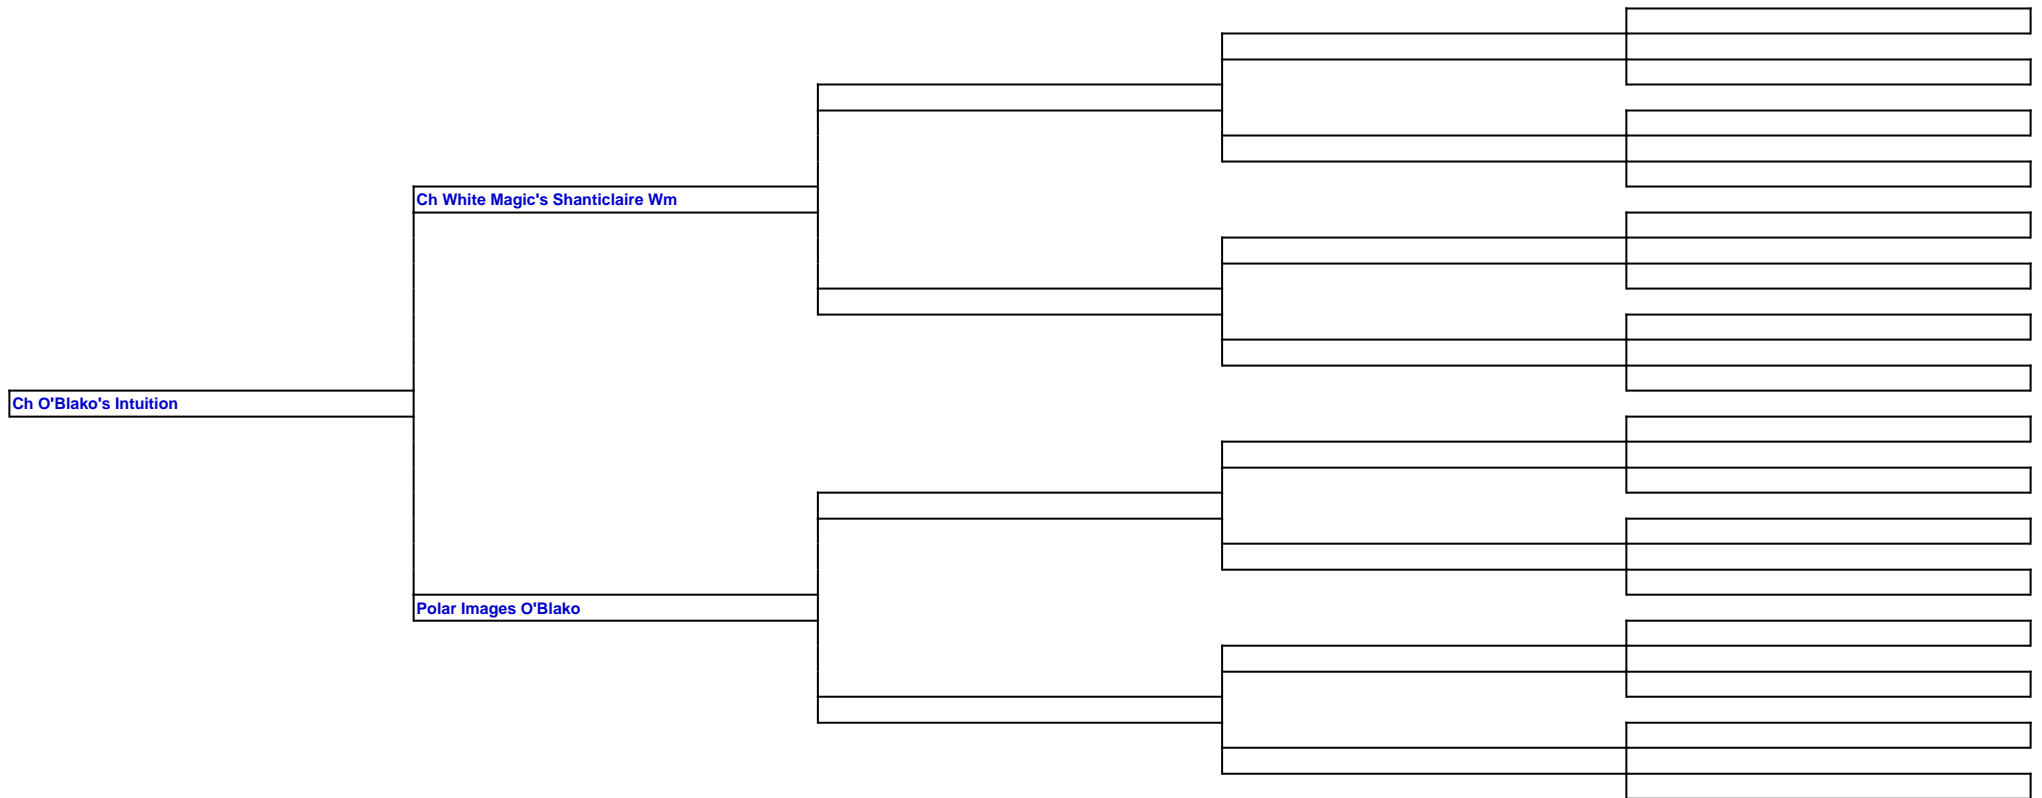 Ch White Magic's Shanticlaire Wm
Ch O'Blako's Intuition
Polar Images O'Blako